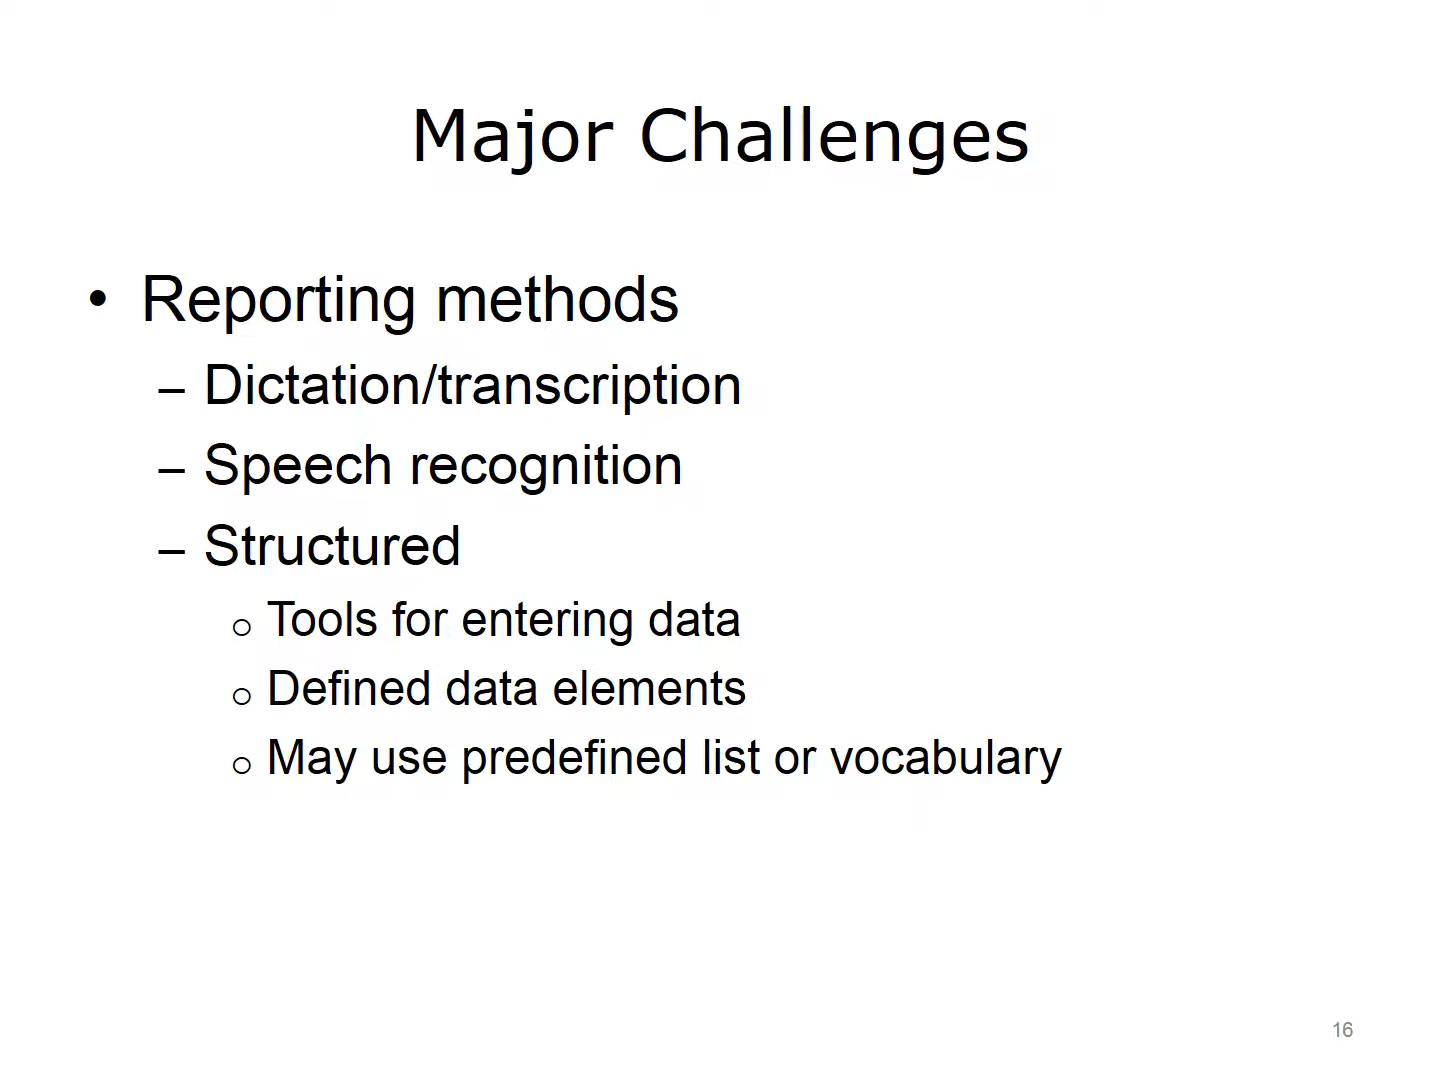 Major Challenges
• Reporting methods
– Dictation/transcription
– Speech recognition
– Structured
o Tools for entering data
o Defined data elements
o May use predefined list or vocabulary
16